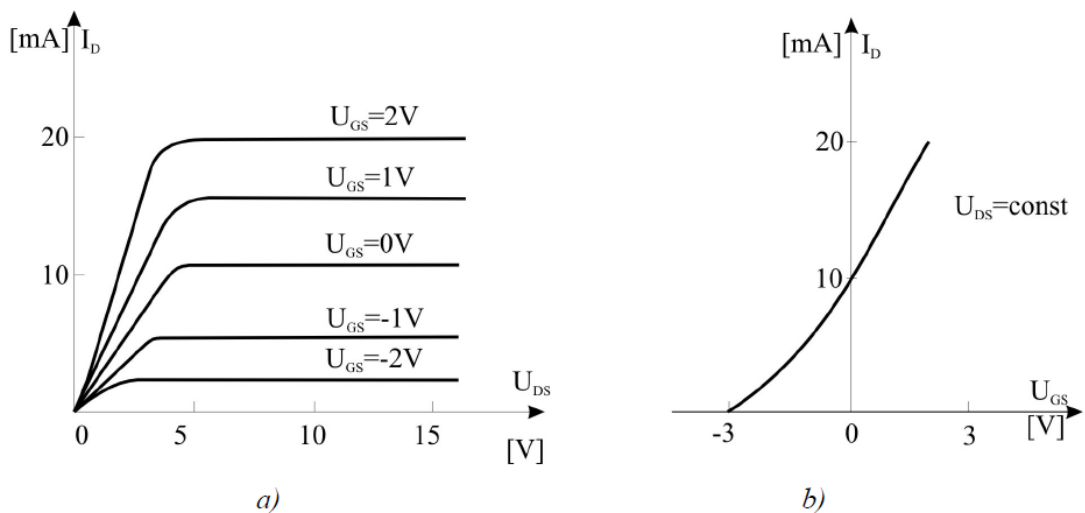 [mA] I_D
20
10
U_GS=2V
U_GS=1V
U_GS=0V
U_GS=-1V
U_GS=-2V
U_DS
0 5 10 15
[V]
a)
[mA] I_D
20
U_DS=const
10
U_GS
-3 0 3
[V]
b)